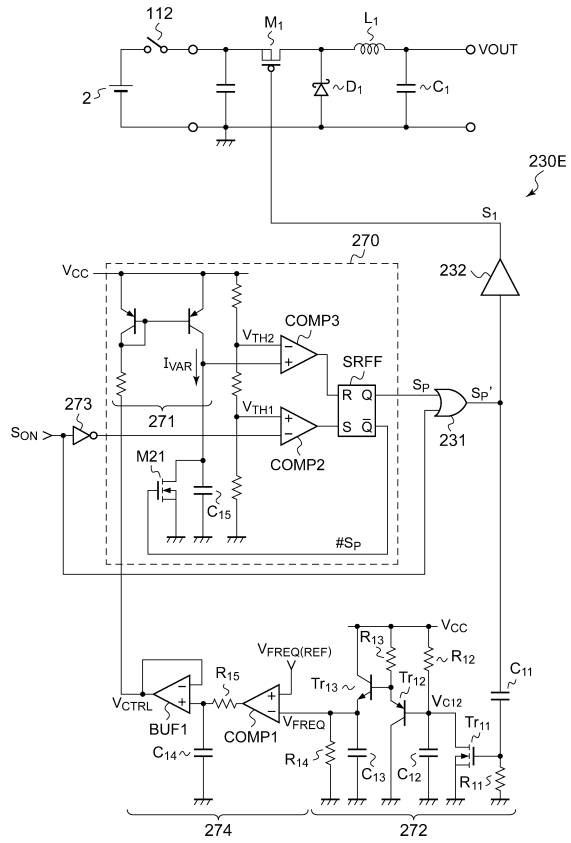 112
M1
L1
VOUT
2
D1
C1
230E
S1
270
232
VCC
COMP3
VTH2
SRFF
IVAR
R Q
SP
SP'
271
273
VTH1
S Q̅
231
SON
M21
COMP2
C15
#SP
VCC
VFREQ(REF)
R13
R12
R15
Tr13
Tr12
C11
VCTRL
VC12
VFREQ
Tr11
BUF1
COMP1
C14
R14
C13
C12
R11
274
272